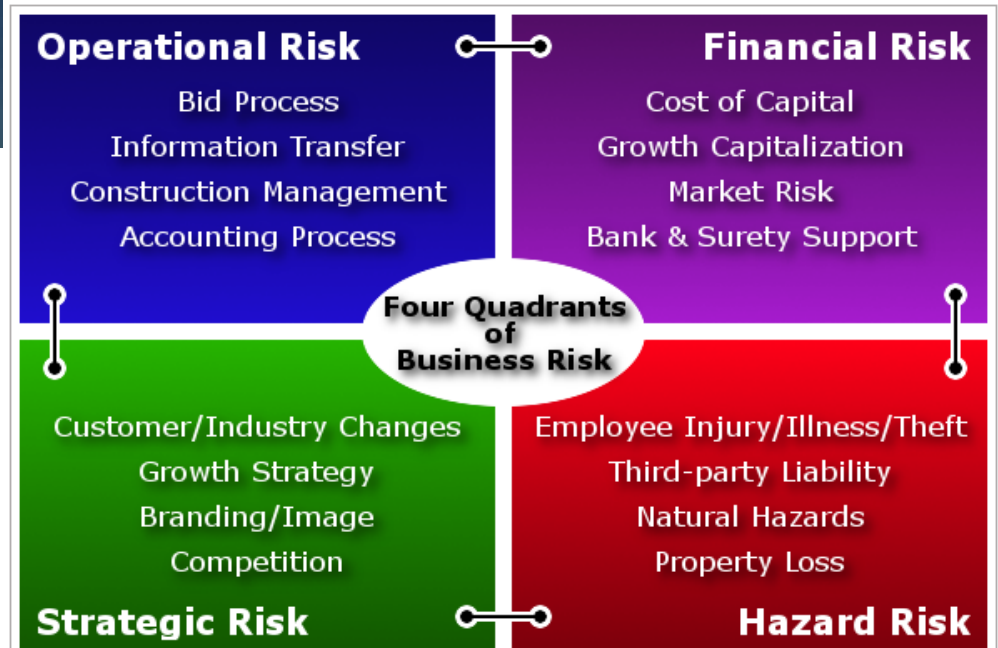 Operational Risk
Bid Process
Information Transfer
Construction Management
Accounting Process
Financial Risk
Cost of Capital
Growth Capitalization
Market Risk
Bank & Surety Support
Four Quadrants
of
Business Risk
Customer/Industry Changes
Growth Strategy
Branding/Image
Competition
Strategic Risk
Employee Injury/Illness/Theft
Third-party Liability
Natural Hazards
Property Loss
Hazard Risk